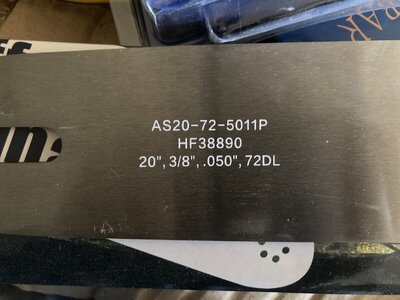 AS20-72-5011P
HF38890
20", 3/8", .050", 72DL